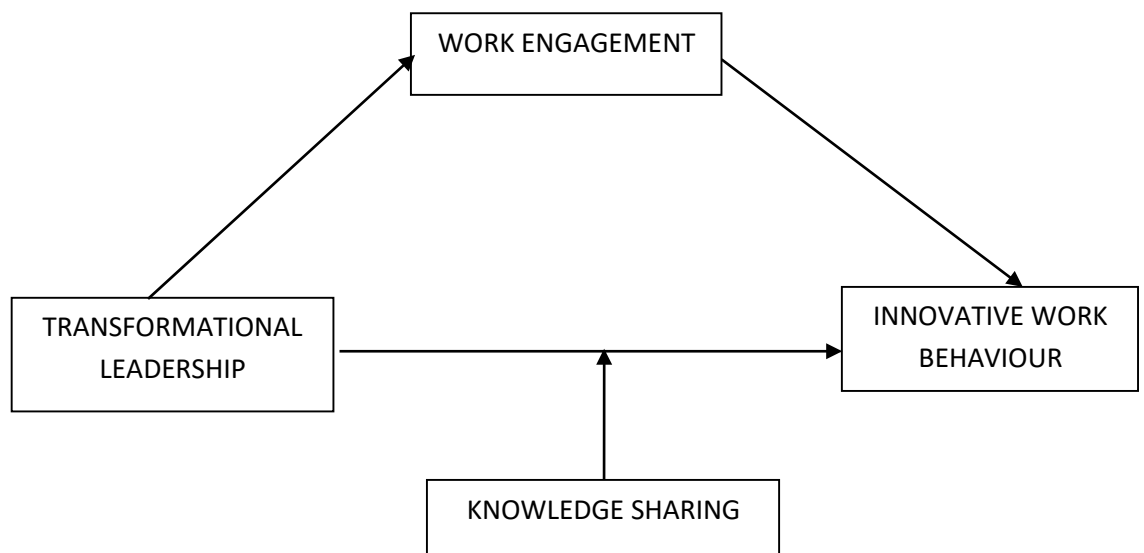 WORK ENGAGEMENT
TRANSFORMATIONAL
LEADERSHIP
INNOVATIVE WORK
BEHAVIOUR
KNOWLEDGE SHARING